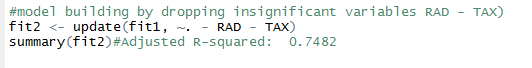 #model building by dropping insignificant variables RAD - TAX)
fit2 <- update(fit1, ~. - RAD - TAX)
summary(fit2)#Adjusted R-squared:  0.7482